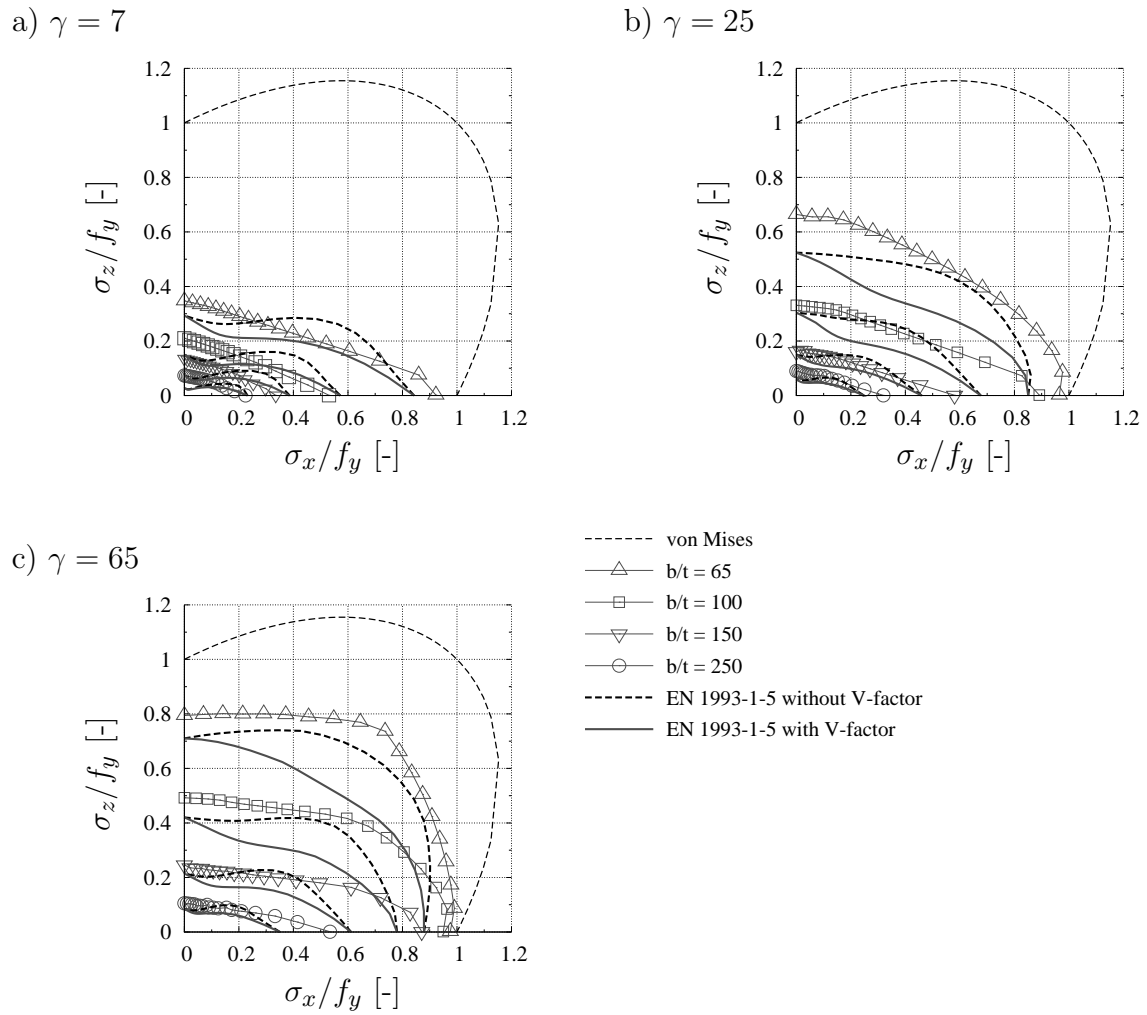 a) γ = 7
1.2
1
0.8
0.6
0.4
0.2
0
0 0.2 0.4 0.6 0.8 1 1.2
σz/fy [-]
σx/fy [-]
b) γ = 25
1.2
1
0.8
0.6
0.4
0.2
0
0 0.2 0.4 0.6 0.8 1 1.2
σz/fy [-]
σx/fy [-]
c) γ = 65
1.2
1
0.8
0.6
0.4
0.2
0
0 0.2 0.4 0.6 0.8 1 1.2
σz/fy [-]
σx/fy [-]
von Mises
b/t = 65
b/t = 100
b/t = 150
b/t = 250
EN 1993-1-5 without V-factor
EN 1993-1-5 with V-factor